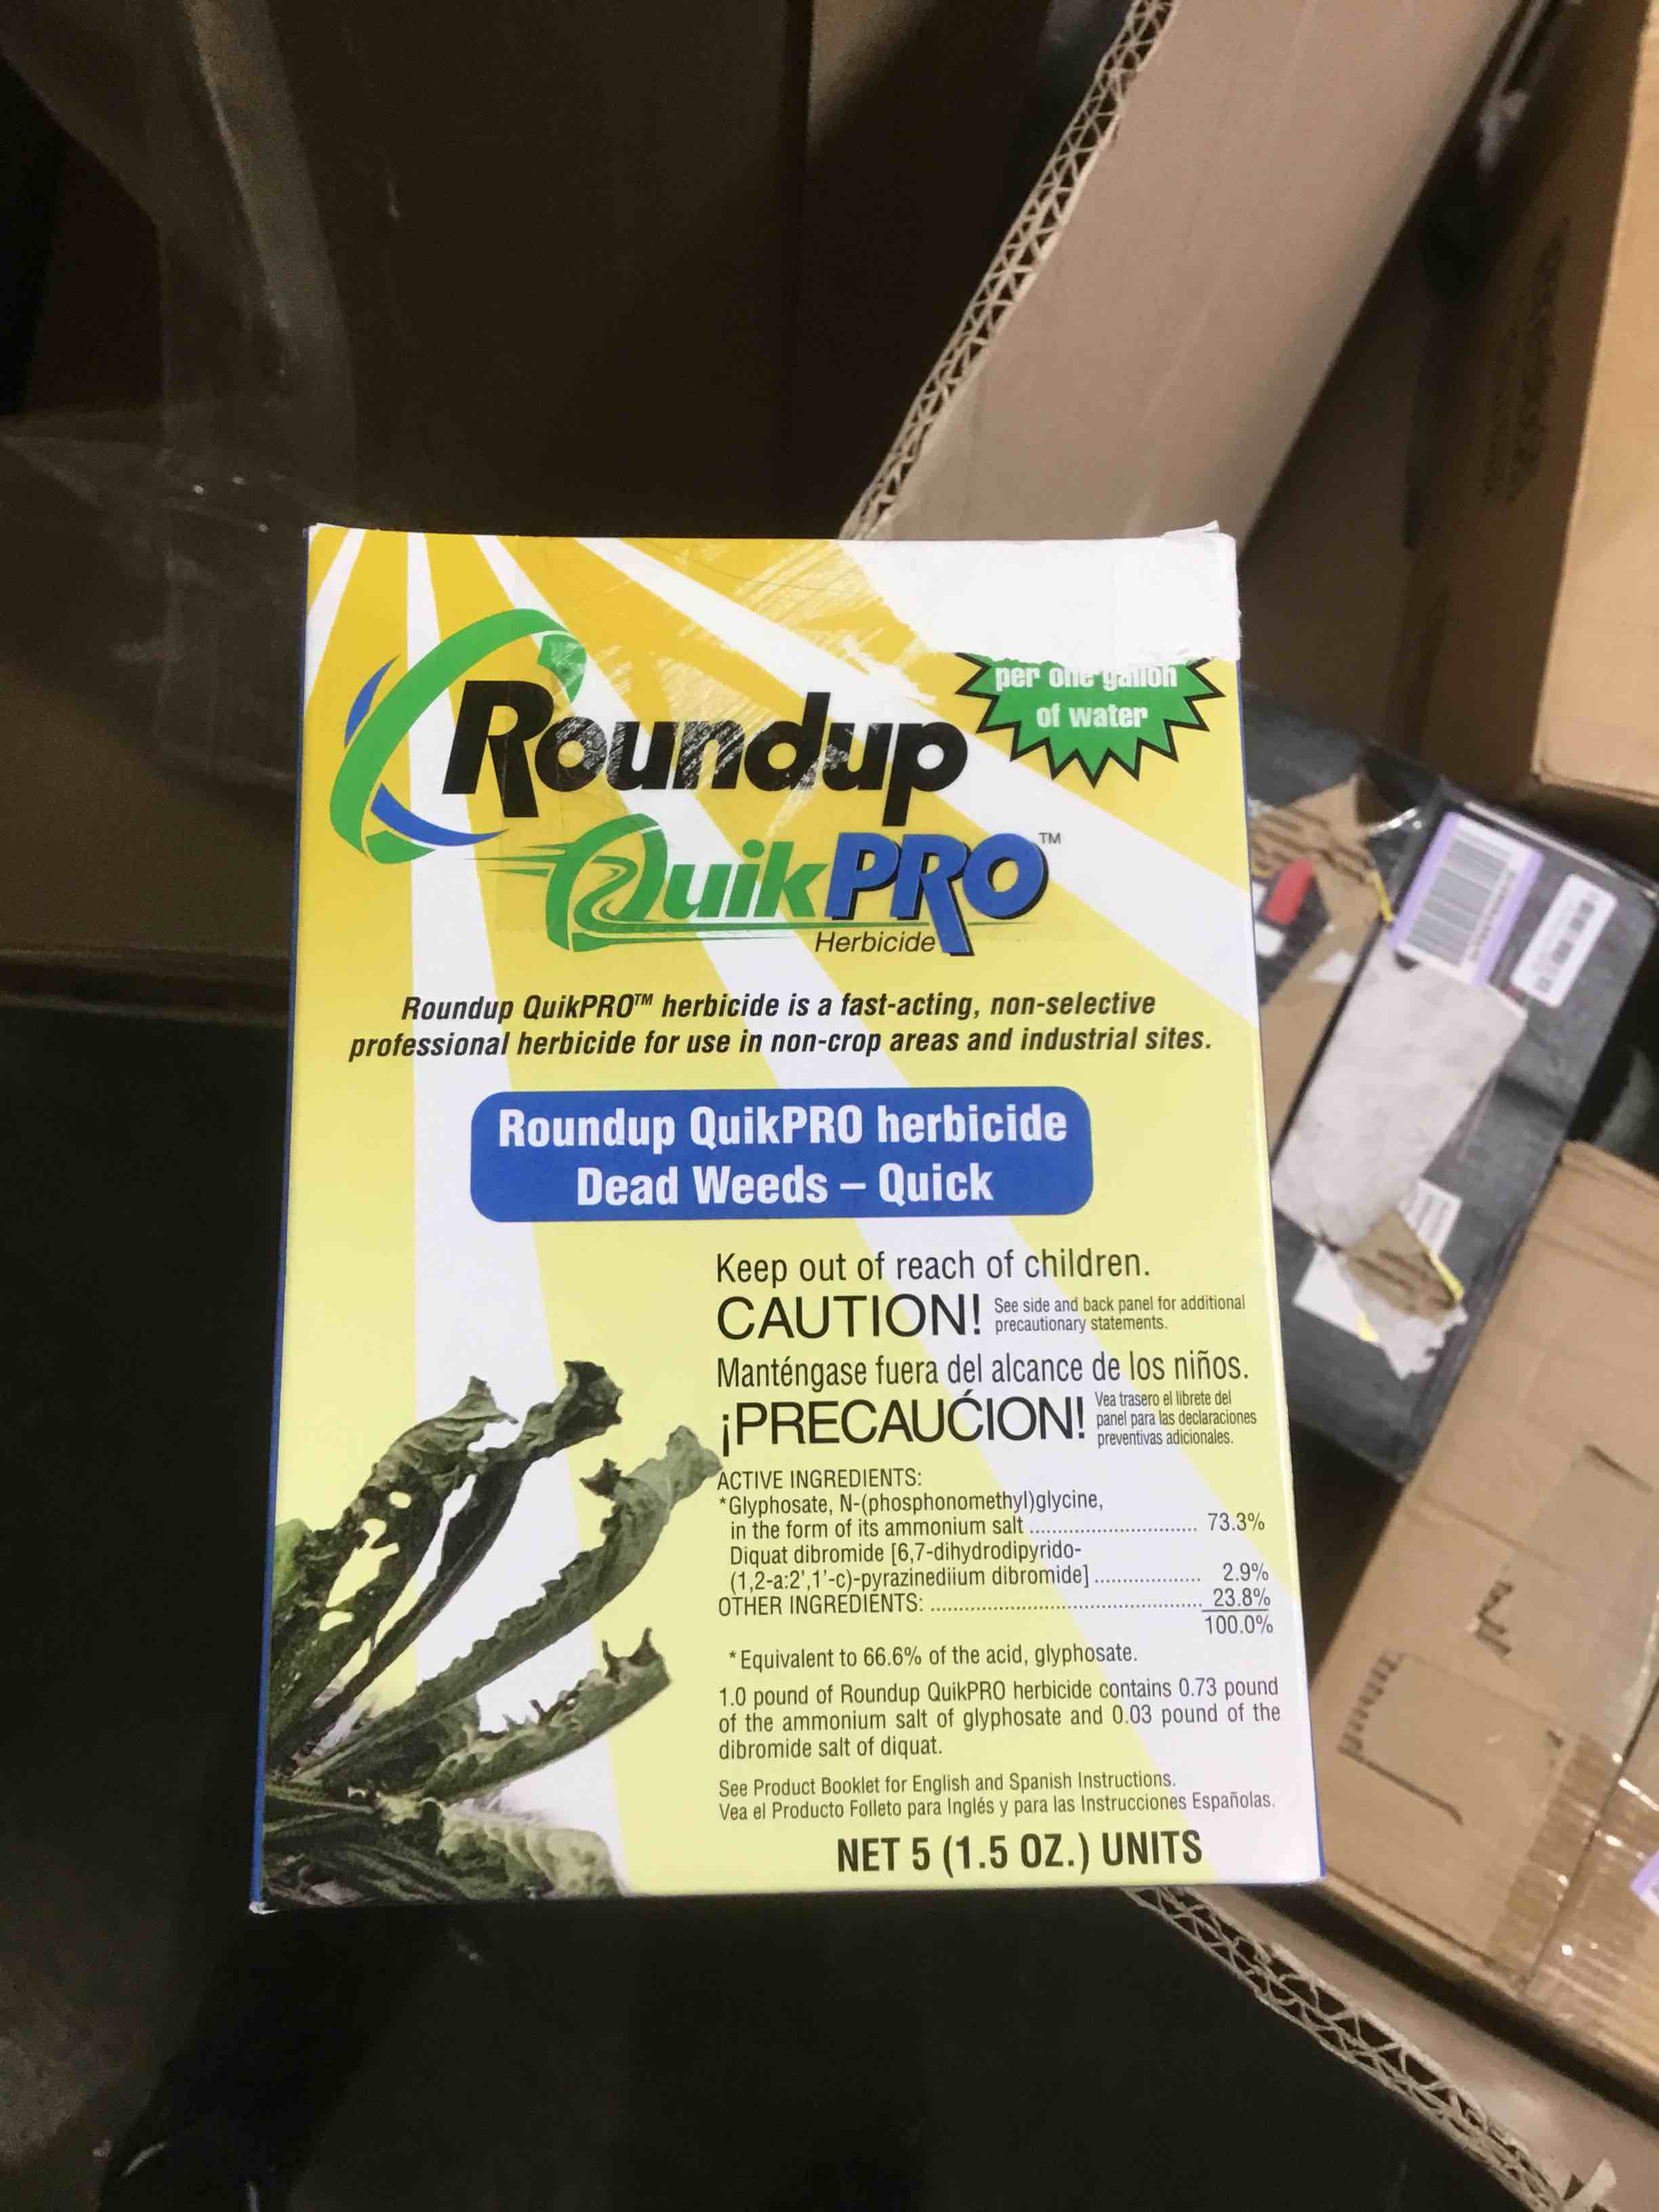 per one gallon
of water
Roundup
QuikPRO™
Herbicide
Roundup QuikPRO™ herbicide is a fast-acting, non-selective
professional herbicide for use in non-crop areas and industrial sites.
Roundup QuikPRO herbicide
Dead Weeds – Quick
Keep out of reach of children.
CAUTION! See side and back panel for additional
precautionary statements.
Manténgase fuera del alcance de los niños.
¡PRECAUĆION! Vea trasero el librete del
panel para las declaraciones
preventivas adicionales.
ACTIVE INGREDIENTS:
*Glyphosate, N-(phosphonomethyl)glycine,
in the form of its ammonium salt .............................. 73.3%
Diquat dibromide [6,7-dihydrodipyrido-
(1,2-a:2',1'-c)-pyrazinediium dibromide] ................... 2.9%
OTHER INGREDIENTS: ................................................ 23.8%
100.0%
* Equivalent to 66.6% of the acid, glyphosate.
1.0 pound of Roundup QuikPRO herbicide contains 0.73 pound
of the ammonium salt of glyphosate and 0.03 pound of the
dibromide salt of diquat.
See Product Booklet for English and Spanish Instructions.
Vea el Producto Folleto para Inglés y para las Instrucciones Españolas.
NET 5 (1.5 OZ.) UNITS